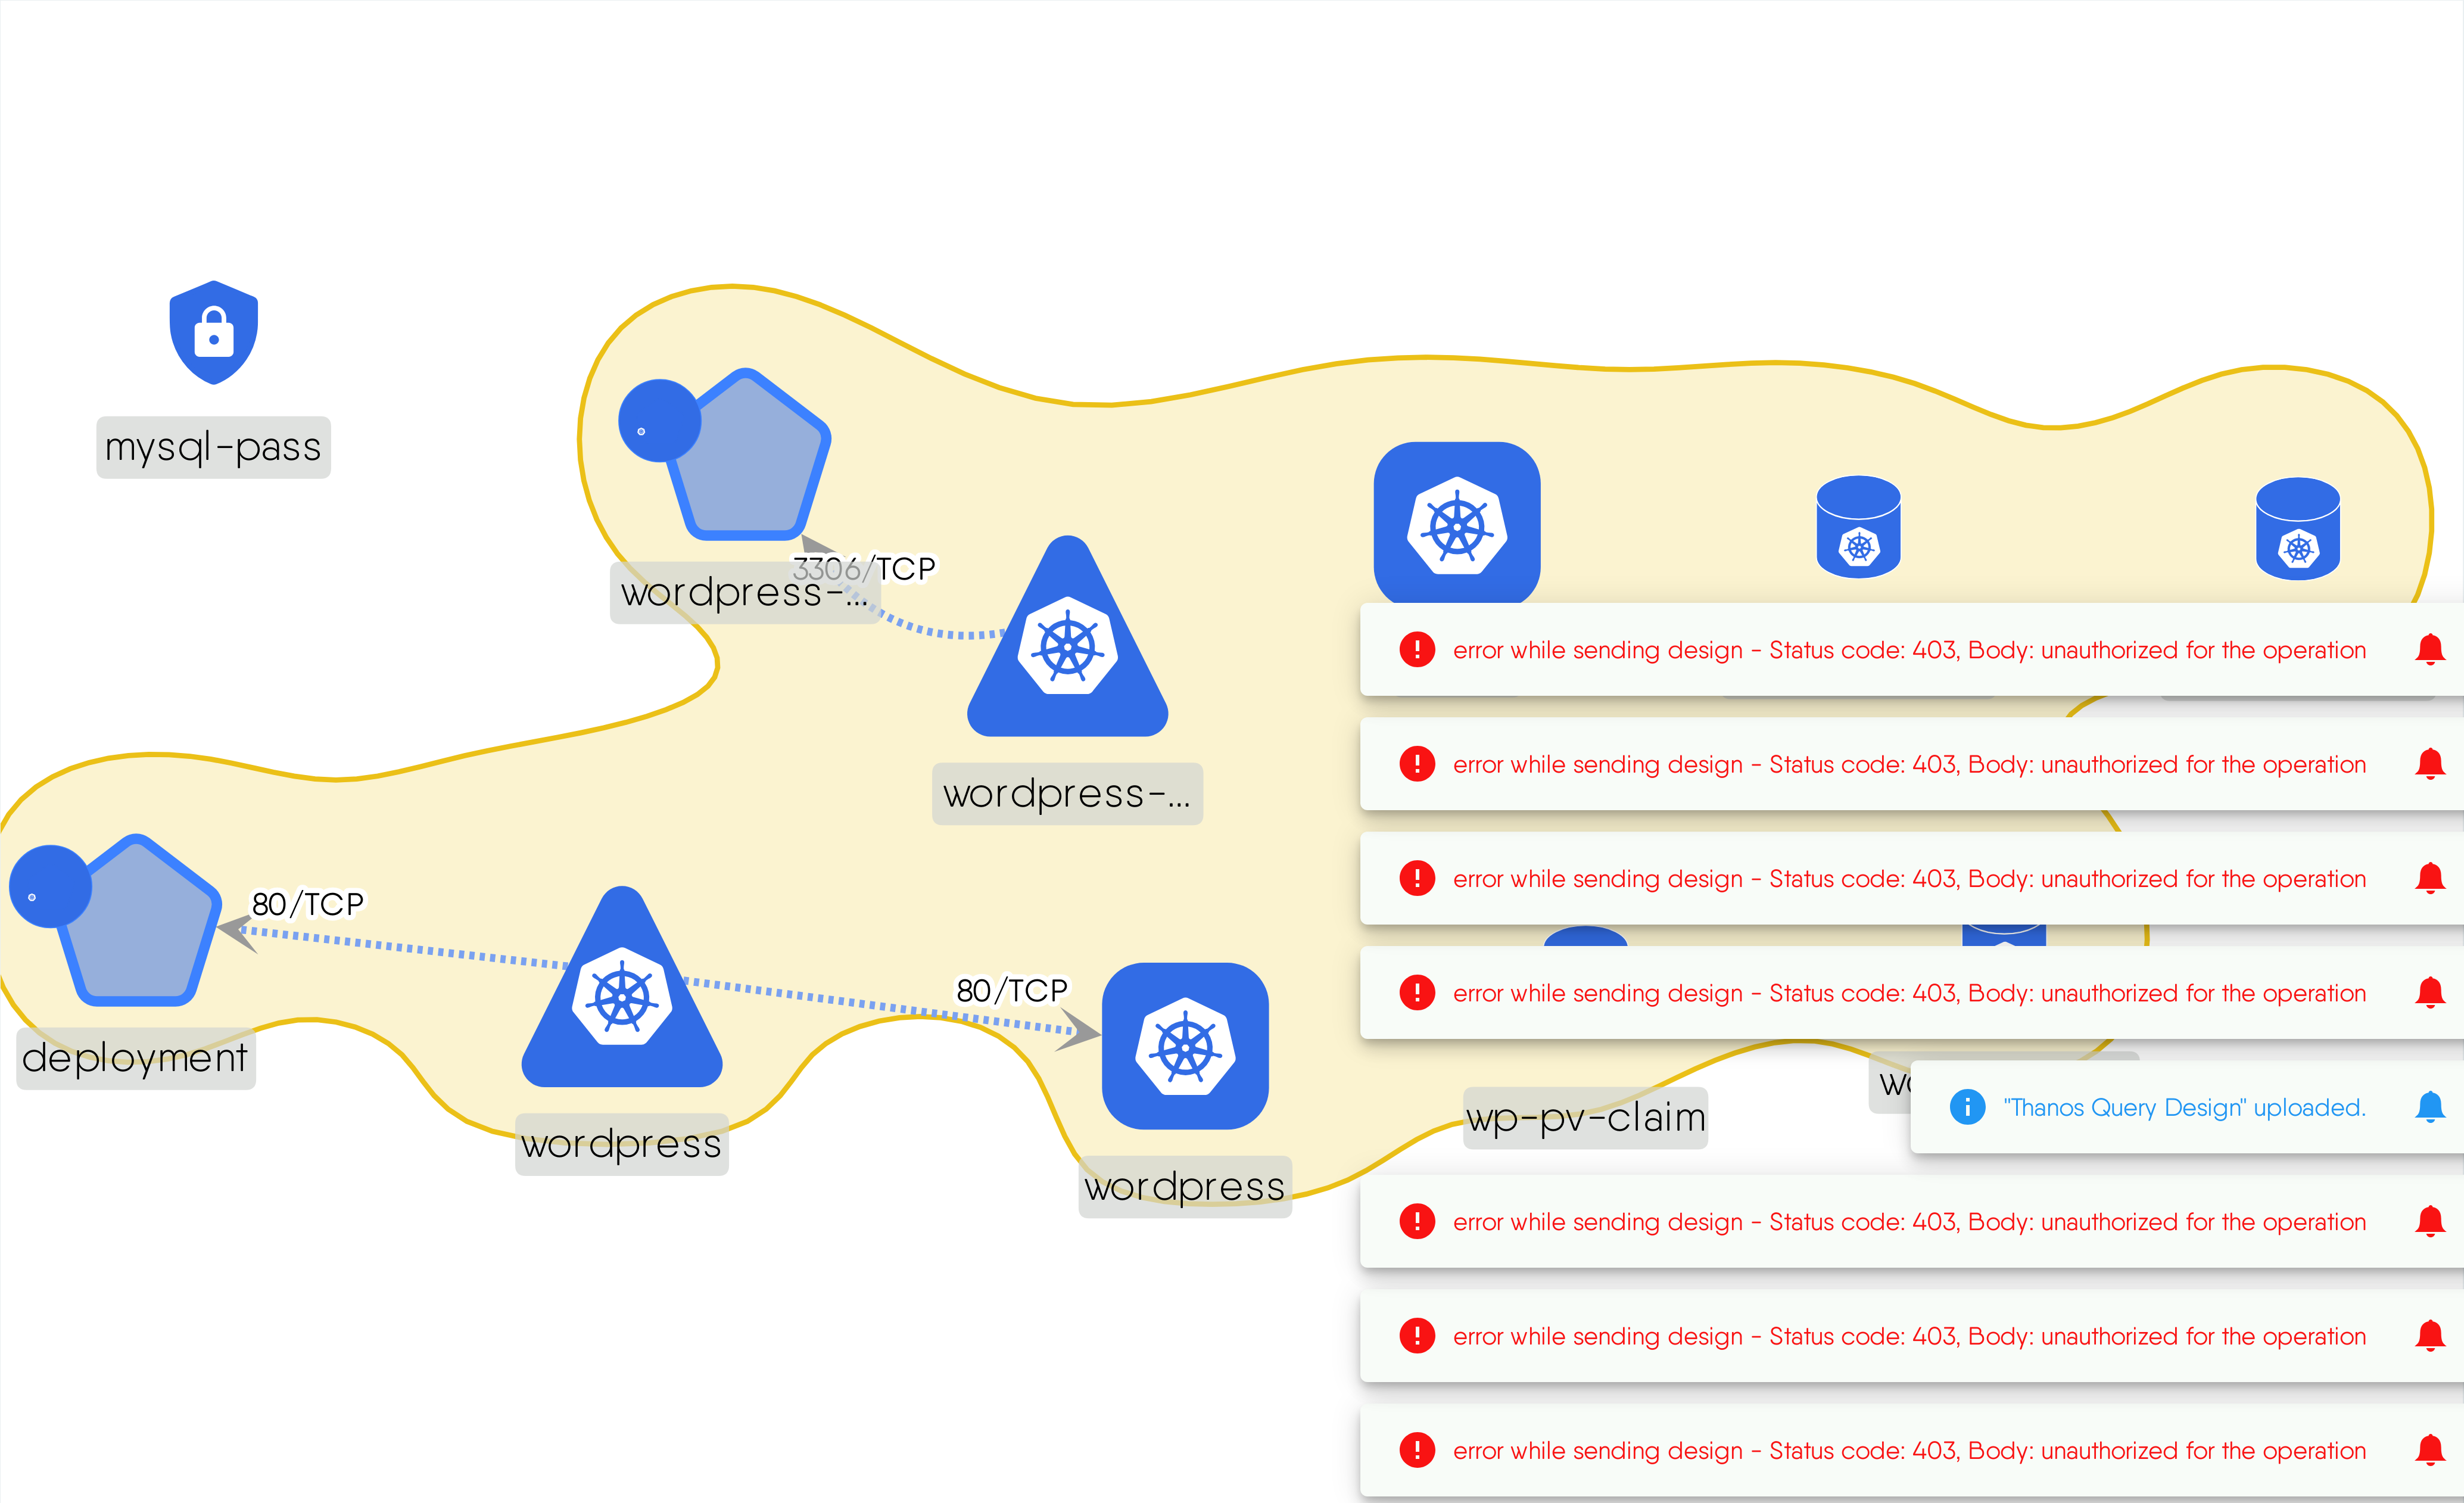 mysql-pass
3306/TCP
wordpress-...
wordpress-...
80/TCP
deployment
wordpress
80/TCP
wordpress
error while sending design - Status code: 403, Body: unauthorized for the operation
error while sending design - Status code: 403, Body: unauthorized for the operation
error while sending design - Status code: 403, Body: unauthorized for the operation
error while sending design - Status code: 403, Body: unauthorized for the operation
wp-pv-claim
"Thanos Query Design" uploaded.
error while sending design - Status code: 403, Body: unauthorized for the operation
error while sending design - Status code: 403, Body: unauthorized for the operation
error while sending design - Status code: 403, Body: unauthorized for the operation